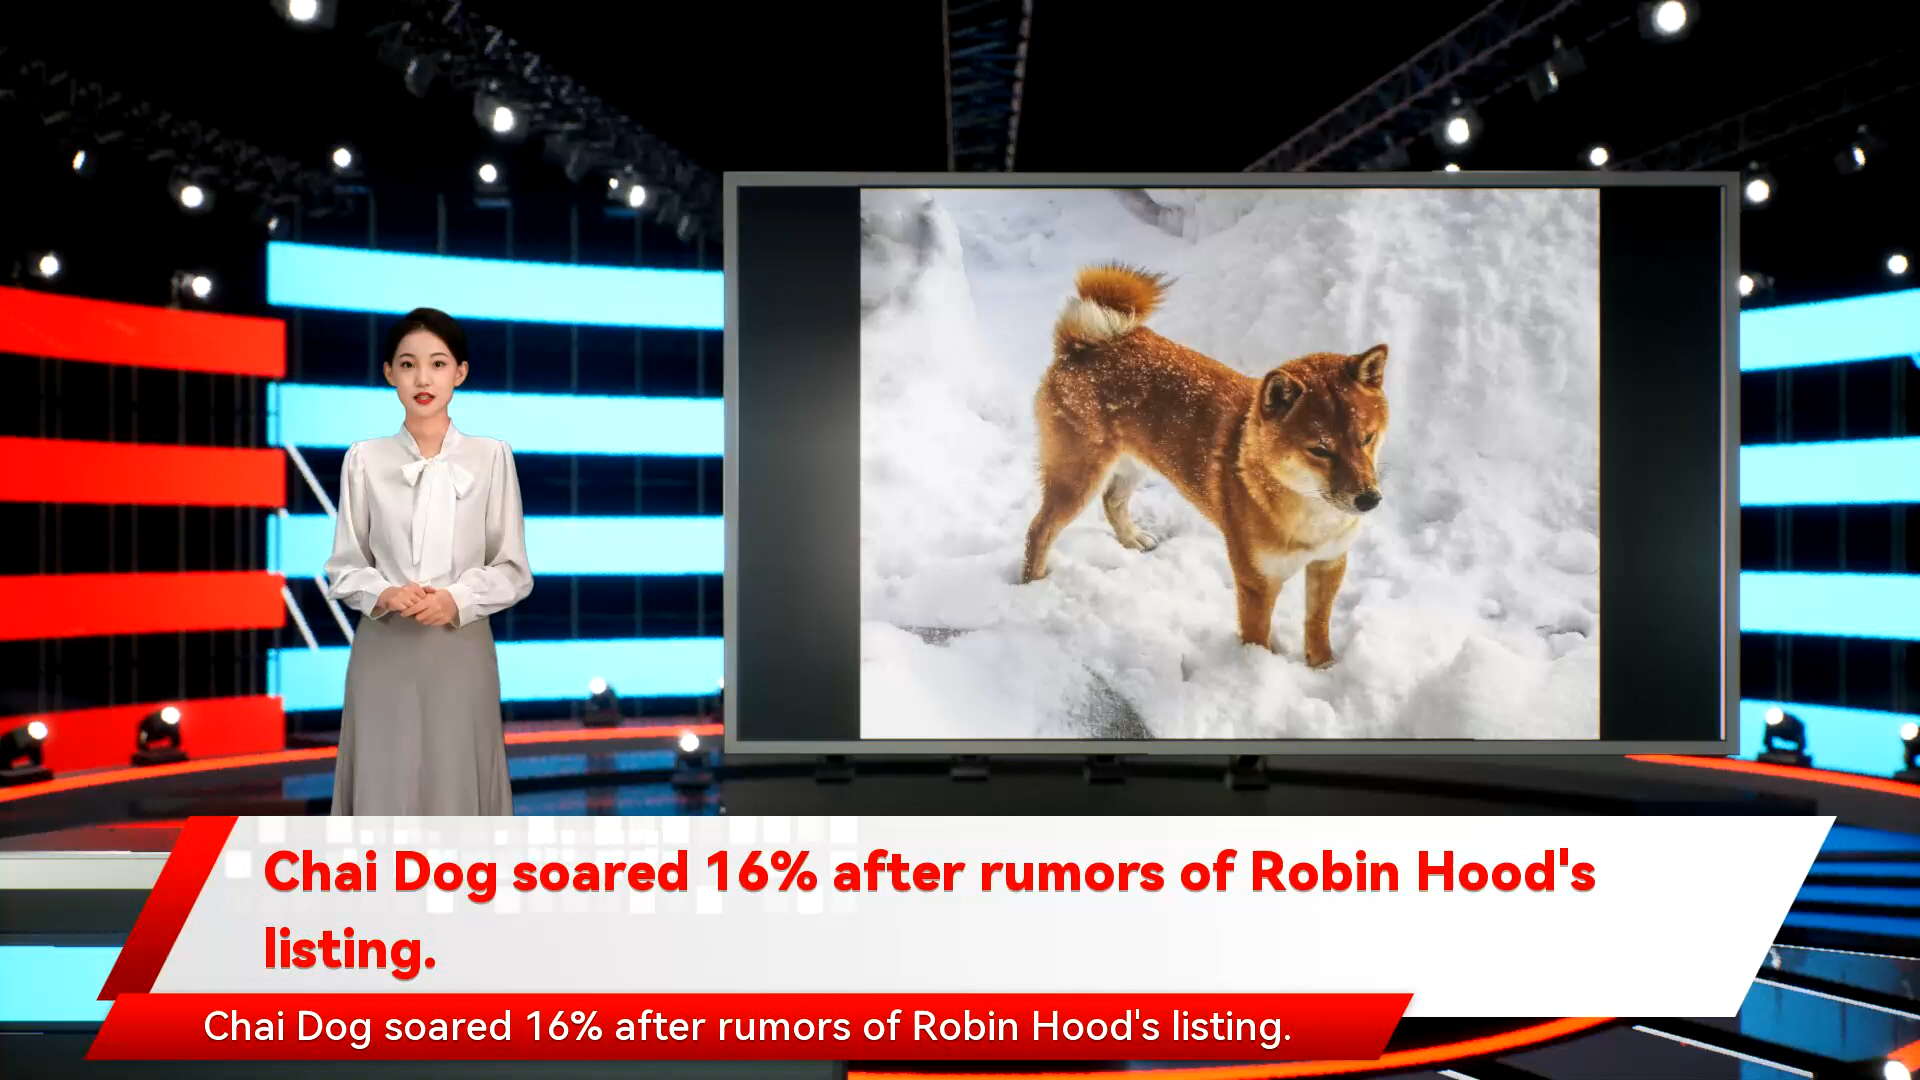 Chai Dog soared 16% after rumors of Robin Hood's
listing.
Chai Dog soared 16% after rumors of Robin Hood's listing.